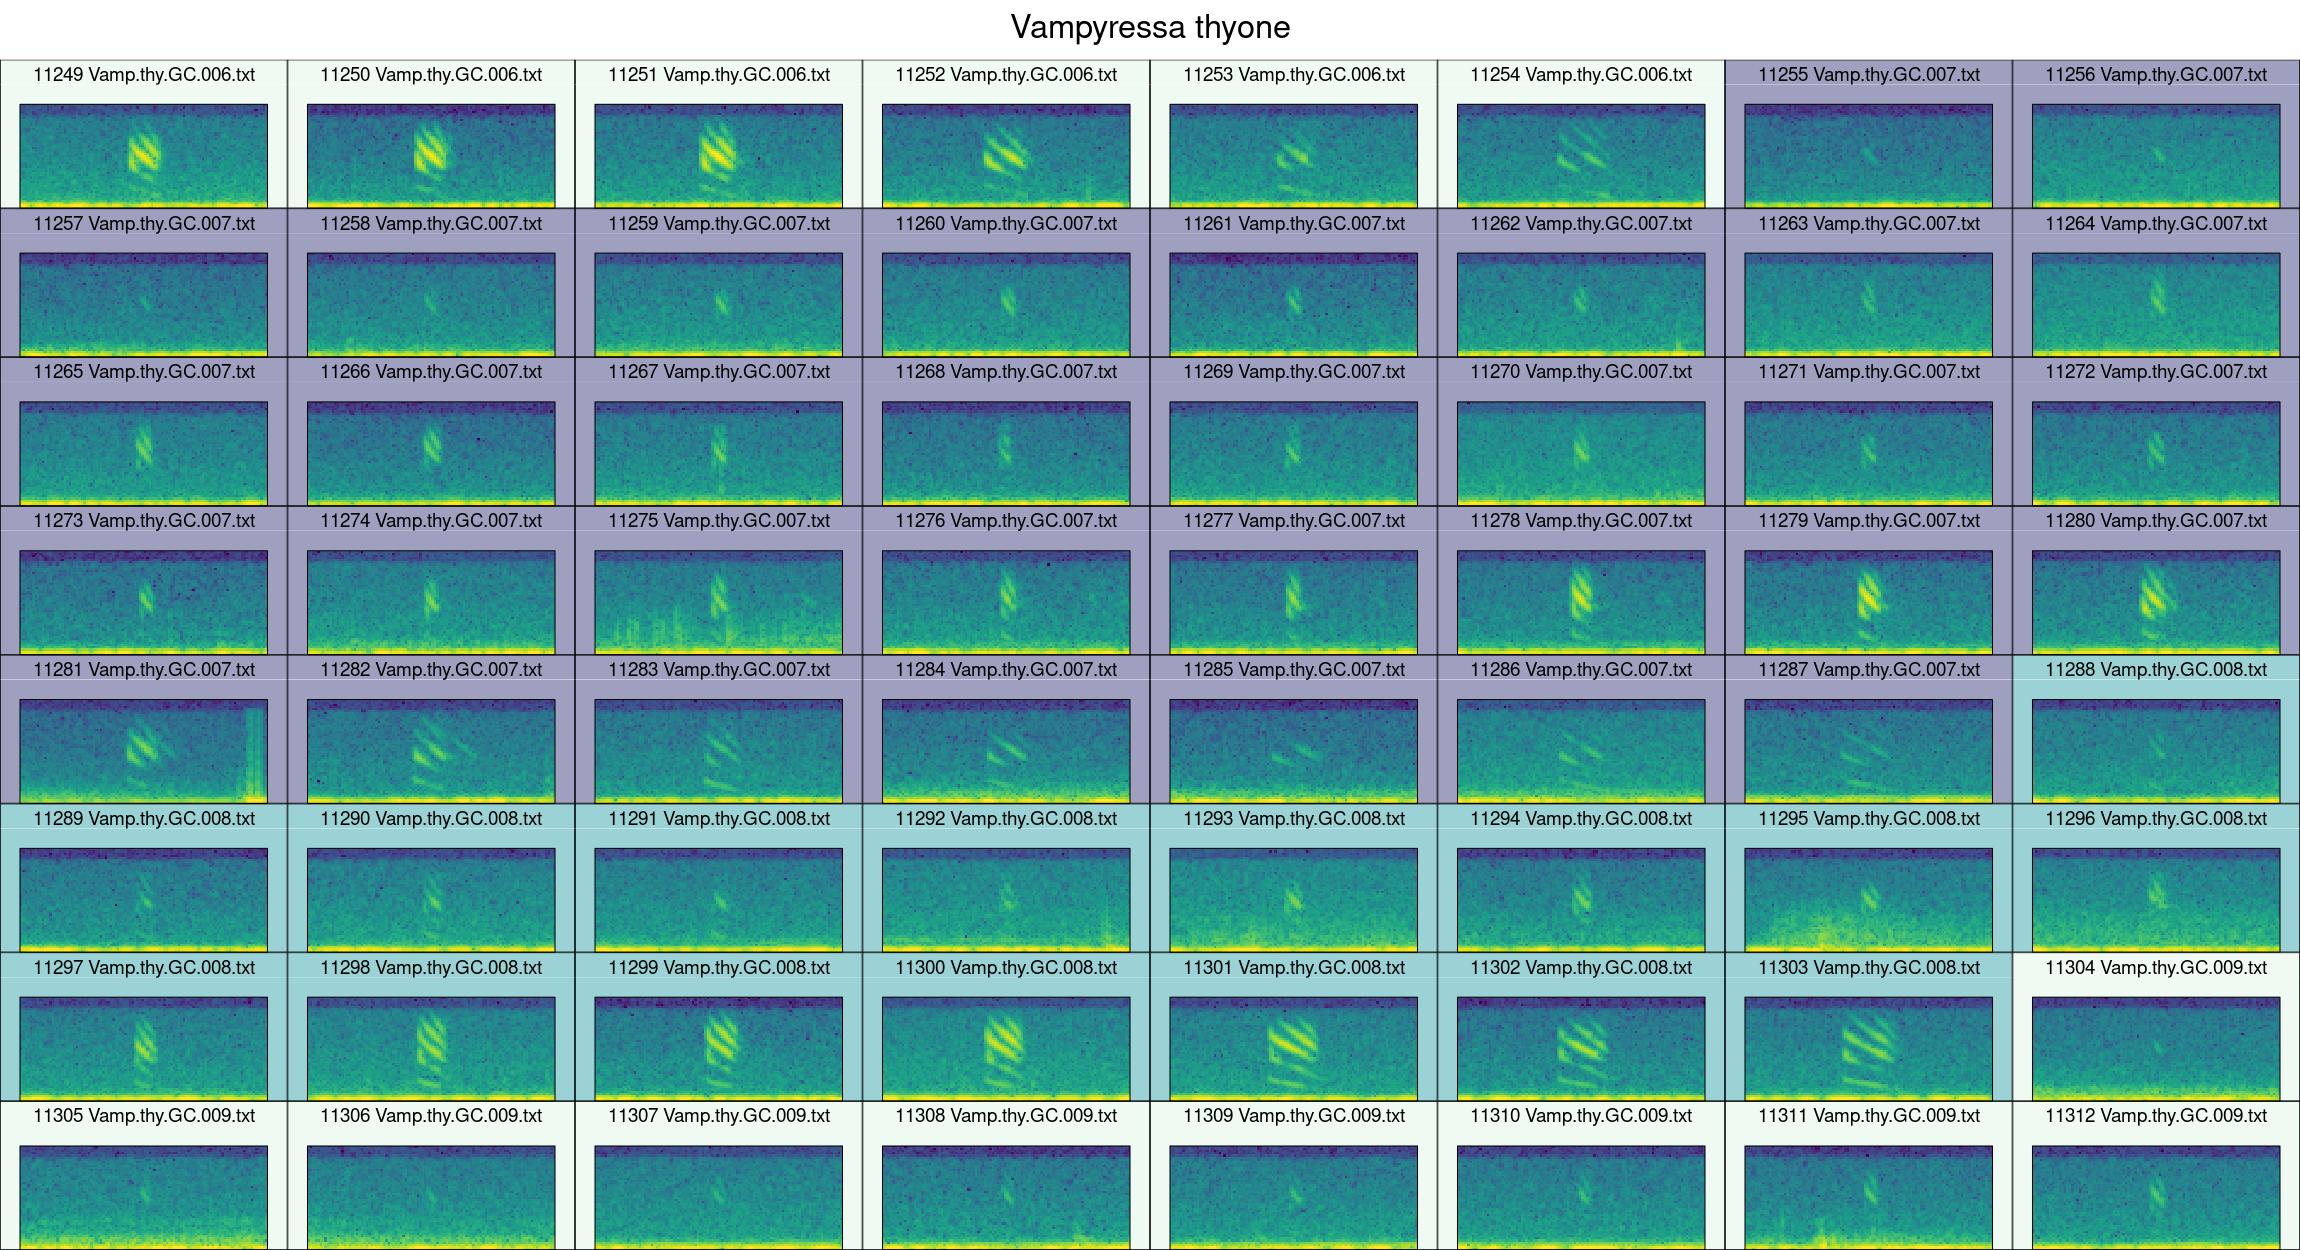 Vampyressa thyone
11249 Vamp.thy.GC.006.txt 11250 Vamp.thy.GC.006.txt 11251 Vamp.thy.GC.006.txt 11252 Vamp.thy.GC.006.txt 11253 Vamp.thy.GC.006.txt 11254 Vamp.thy.GC.006.txt 11255 Vamp.thy.GC.007.txt 11256 Vamp.thy.GC.007.txt
11257 Vamp.thy.GC.007.txt 11258 Vamp.thy.GC.007.txt 11259 Vamp.thy.GC.007.txt 11260 Vamp.thy.GC.007.txt 11261 Vamp.thy.GC.007.txt 11262 Vamp.thy.GC.007.txt 11263 Vamp.thy.GC.007.txt 11264 Vamp.thy.GC.007.txt
11265 Vamp.thy.GC.007.txt 11266 Vamp.thy.GC.007.txt 11267 Vamp.thy.GC.007.txt 11268 Vamp.thy.GC.007.txt 11269 Vamp.thy.GC.007.txt 11270 Vamp.thy.GC.007.txt 11271 Vamp.thy.GC.007.txt 11272 Vamp.thy.GC.007.txt
11273 Vamp.thy.GC.007.txt 11274 Vamp.thy.GC.007.txt 11275 Vamp.thy.GC.007.txt 11276 Vamp.thy.GC.007.txt 11277 Vamp.thy.GC.007.txt 11278 Vamp.thy.GC.007.txt 11279 Vamp.thy.GC.007.txt 11280 Vamp.thy.GC.007.txt
11281 Vamp.thy.GC.007.txt 11282 Vamp.thy.GC.007.txt 11283 Vamp.thy.GC.007.txt 11284 Vamp.thy.GC.007.txt 11285 Vamp.thy.GC.007.txt 11286 Vamp.thy.GC.007.txt 11287 Vamp.thy.GC.007.txt 11288 Vamp.thy.GC.008.txt
11289 Vamp.thy.GC.008.txt 11290 Vamp.thy.GC.008.txt 11291 Vamp.thy.GC.008.txt 11292 Vamp.thy.GC.008.txt 11293 Vamp.thy.GC.008.txt 11294 Vamp.thy.GC.008.txt 11295 Vamp.thy.GC.008.txt 11296 Vamp.thy.GC.008.txt
11297 Vamp.thy.GC.008.txt 11298 Vamp.thy.GC.008.txt 11299 Vamp.thy.GC.008.txt 11300 Vamp.thy.GC.008.txt 11301 Vamp.thy.GC.008.txt 11302 Vamp.thy.GC.008.txt 11303 Vamp.thy.GC.008.txt 11304 Vamp.thy.GC.009.txt
11305 Vamp.thy.GC.009.txt 11306 Vamp.thy.GC.009.txt 11307 Vamp.thy.GC.009.txt 11308 Vamp.thy.GC.009.txt 11309 Vamp.thy.GC.009.txt 11310 Vamp.thy.GC.009.txt 11311 Vamp.thy.GC.009.txt 11312 Vamp.thy.GC.009.txt